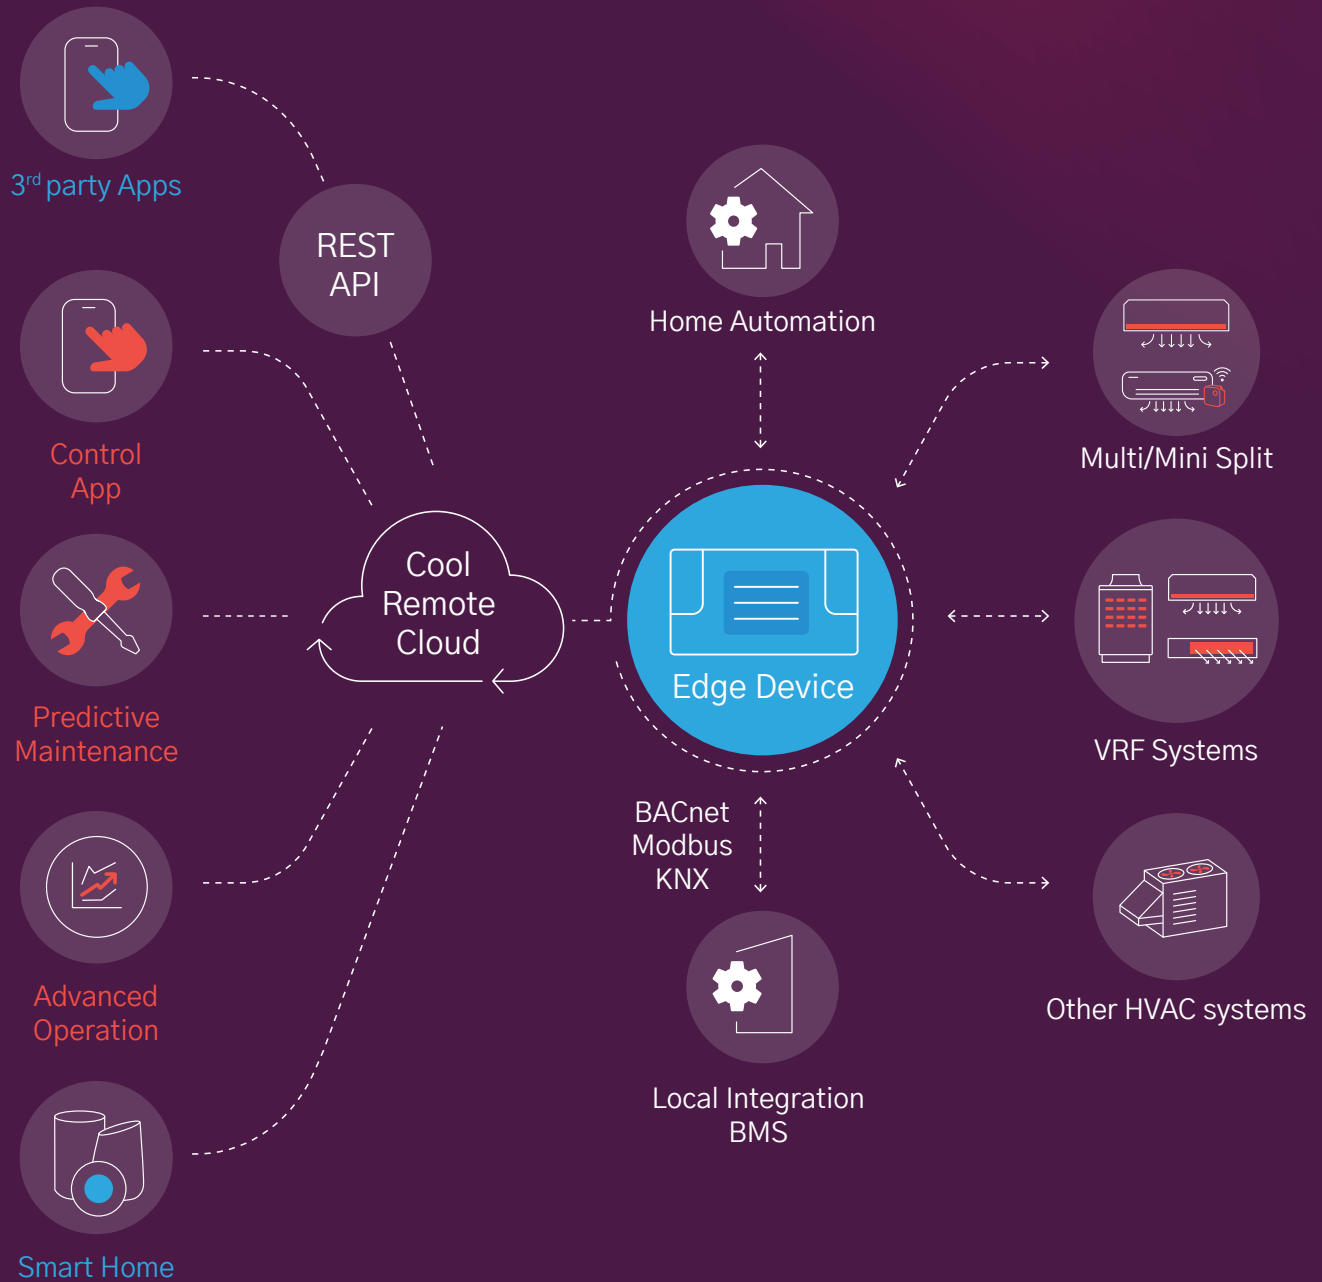 3rd party Apps
REST
API
Control
App
Predictive
Maintenance
Advanced
Operation
Smart Home
Cool
Remote
Cloud
Home Automation
Edge Device
BACnet
Modbus
KNX
Local Integration
BMS
Multi/Mini Split
VRF Systems
Other HVAC systems